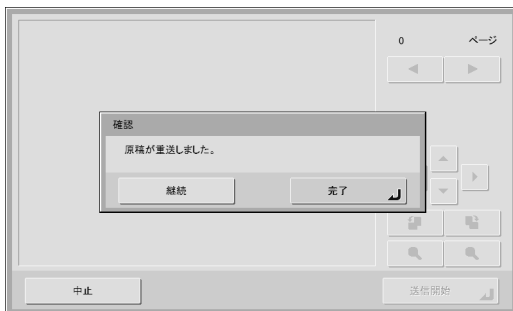 0 ページ
確認
原稿が重送しました。
継続 完了
中止 送信開始